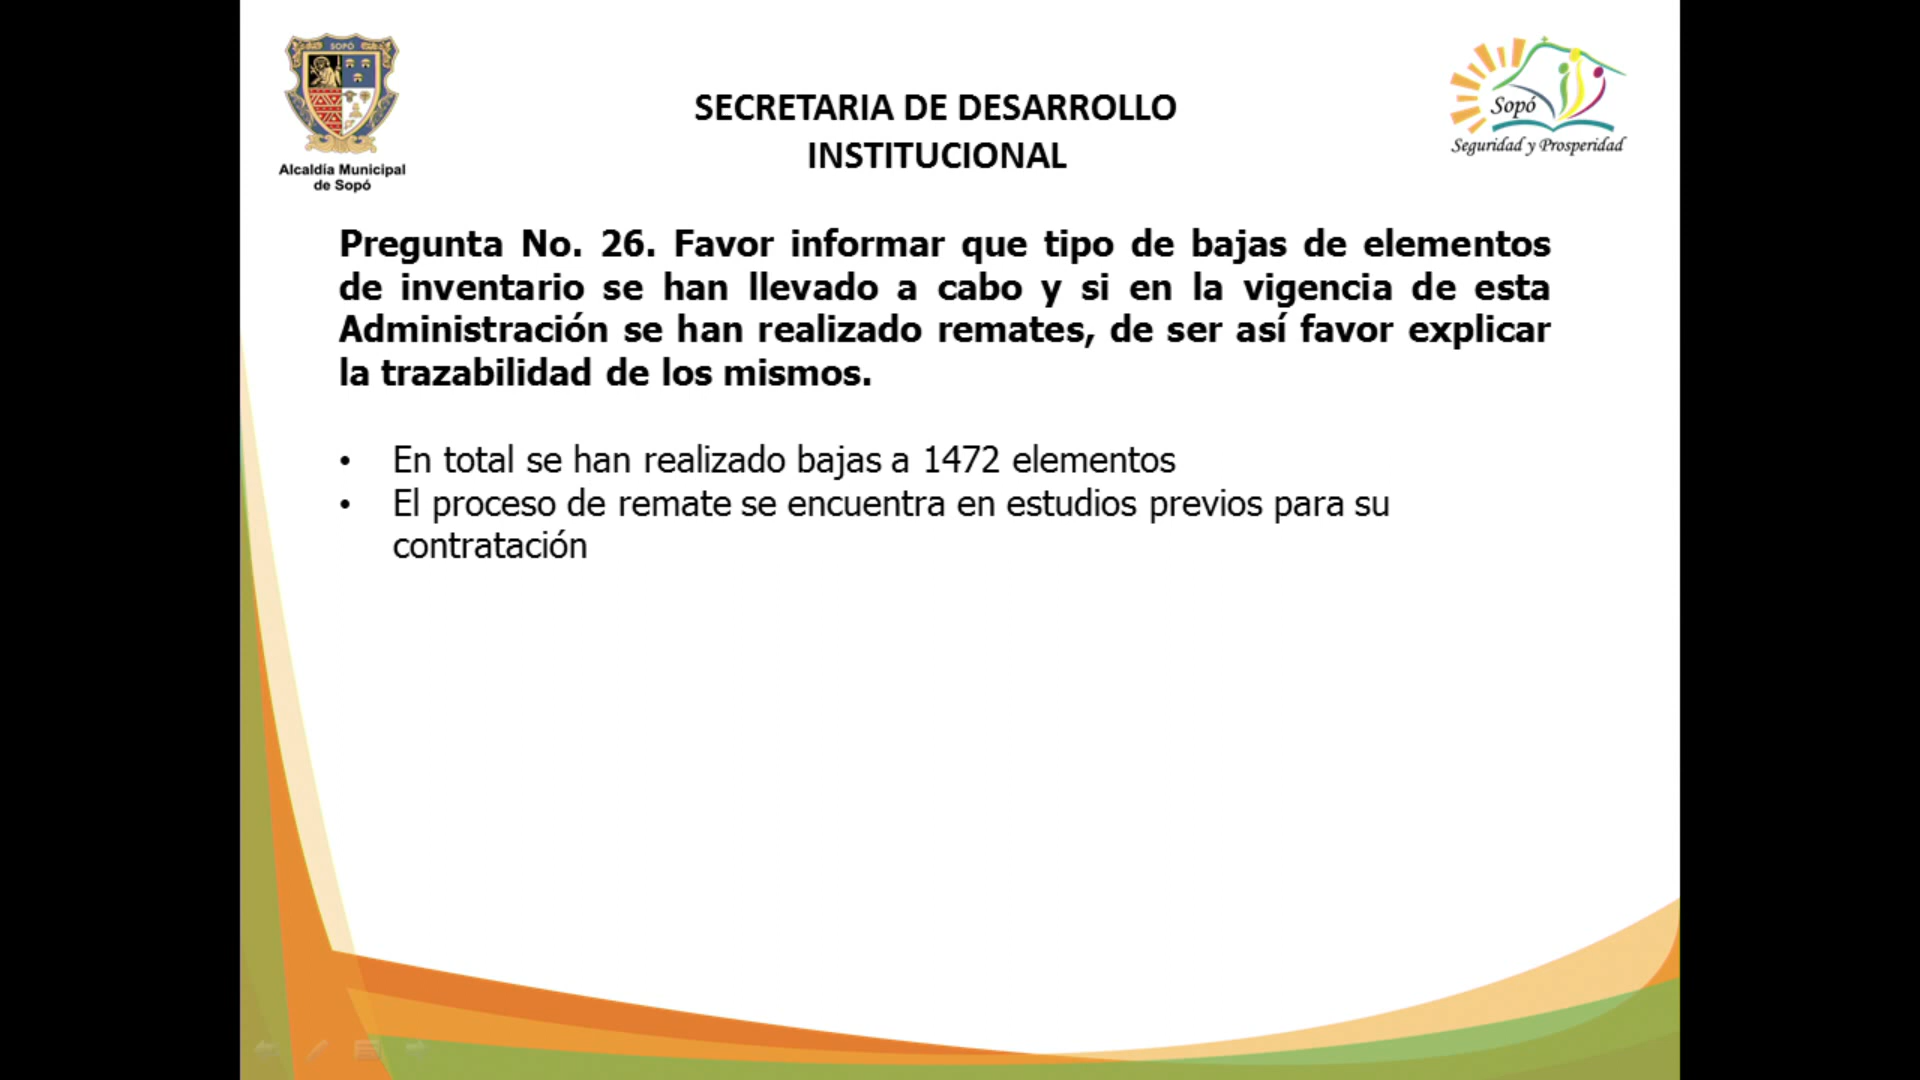 SOPÓ
Alcaldía Municipal
de Sopó
SECRETARIA DE DESARROLLO
INSTITUCIONAL
Sopó
Seguridad y Prosperidad
Pregunta No. 26. Favor informar que tipo de bajas de elementos
de inventario se han llevado a cabo y si en la vigencia de esta
Administración se han realizado remates, de ser así favor explicar
la trazabilidad de los mismos.
• En total se han realizado bajas a 1472 elementos
• El proceso de remate se encuentra en estudios previos para su
contratación